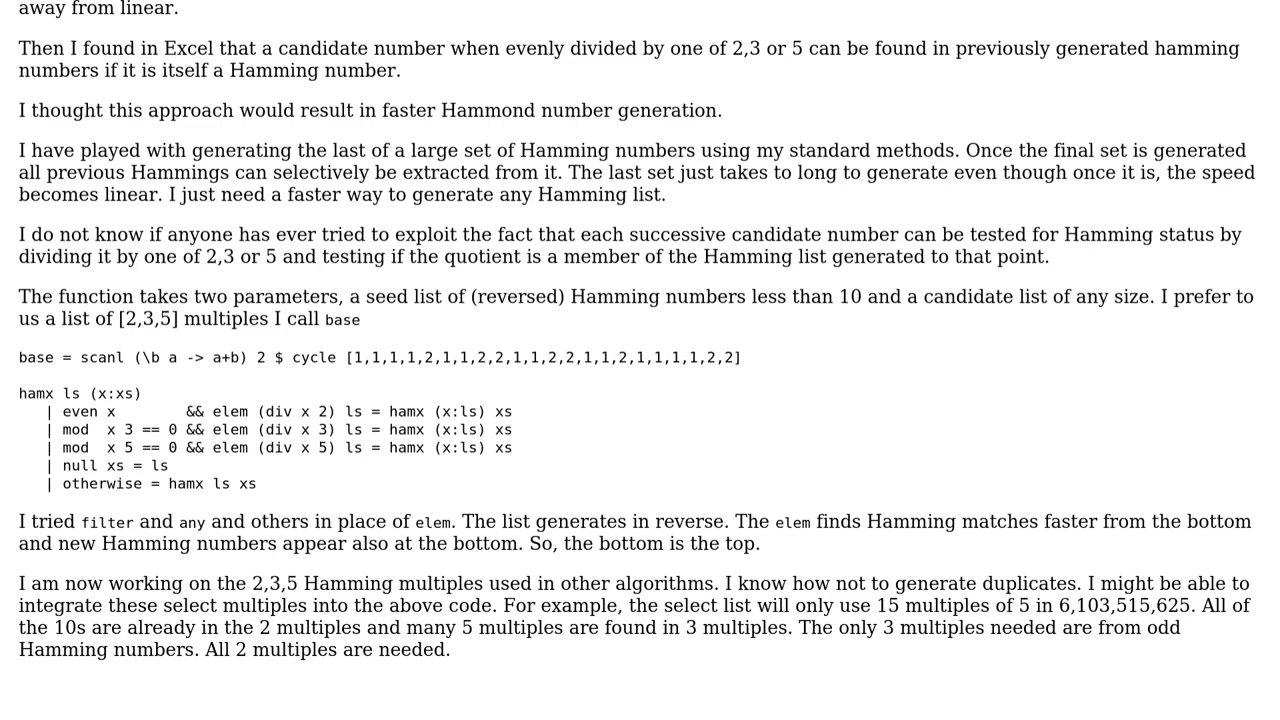 away from linear.
Then I found in Excel that a candidate number when evenly divided by one of 2,3 or 5 can be found in previously generated hamming
numbers if it is itself a Hamming number.
I thought this approach would result in faster Hammond number generation.
I have played with generating the last of a large set of Hamming numbers using my standard methods. Once the final set is generated
all previous Hammings can selectively be extracted from it. The last set just takes to long to generate even though once it is, the speed
becomes linear. I just need a faster way to generate any Hamming list.
I do not know if anyone has ever tried to exploit the fact that each successive candidate number can be tested for Hamming status by
dividing it by one of 2,3 or 5 and testing if the quotient is a member of the Hamming list generated to that point.
The function takes two parameters, a seed list of (reversed) Hamming numbers less than 10 and a candidate list of any size. I prefer to
us a list of [2,3,5] multiples I call base
base = scanl (\b a -> a+b) 2 $ cycle [1,1,1,1,2,1,1,2,2,1,1,2,2,1,1,2,1,1,1,1,2,2]
hamx ls (x:xs)
   | even x        && elem (div x 2) ls = hamx (x:ls) xs
   | mod  x 3 == 0 && elem (div x 3) ls = hamx (x:ls) xs
   | mod  x 5 == 0 && elem (div x 5) ls = hamx (x:ls) xs
   | null xs = ls
   | otherwise = hamx ls xs
I tried filter and any and others in place of elem. The list generates in reverse. The elem finds Hamming matches faster from the bottom
and new Hamming numbers appear also at the bottom. So, the bottom is the top.
I am now working on the 2,3,5 Hamming multiples used in other algorithms. I know how not to generate duplicates. I might be able to
integrate these select multiples into the above code. For example, the select list will only use 15 multiples of 5 in 6,103,515,625. All of
the 10s are already in the 2 multiples and many 5 multiples are found in 3 multiples. The only 3 multiples needed are from odd
Hamming numbers. All 2 multiples are needed.